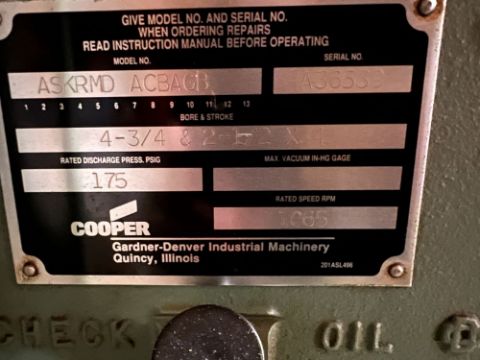 GIVE MODEL NO. AND SERIAL NO.
WHEN ORDERING REPAIRS
READ INSTRUCTION MANUAL BEFORE OPERATING
MODEL NO. SERIAL NO.
ASKRMD
1 2 3 4 5 6 7 8 9 10 11 12 13
BORE & STROKE
4-3/4 &
RATED DISCHARGE PRESS. PSIG MAX VACUUM IN-HG GAGE
175
RATED SPEED RPM
COOPER
Gardner-Denver Industrial Machinery
Quincy, Illinois
201ASL496
CHECK OIL